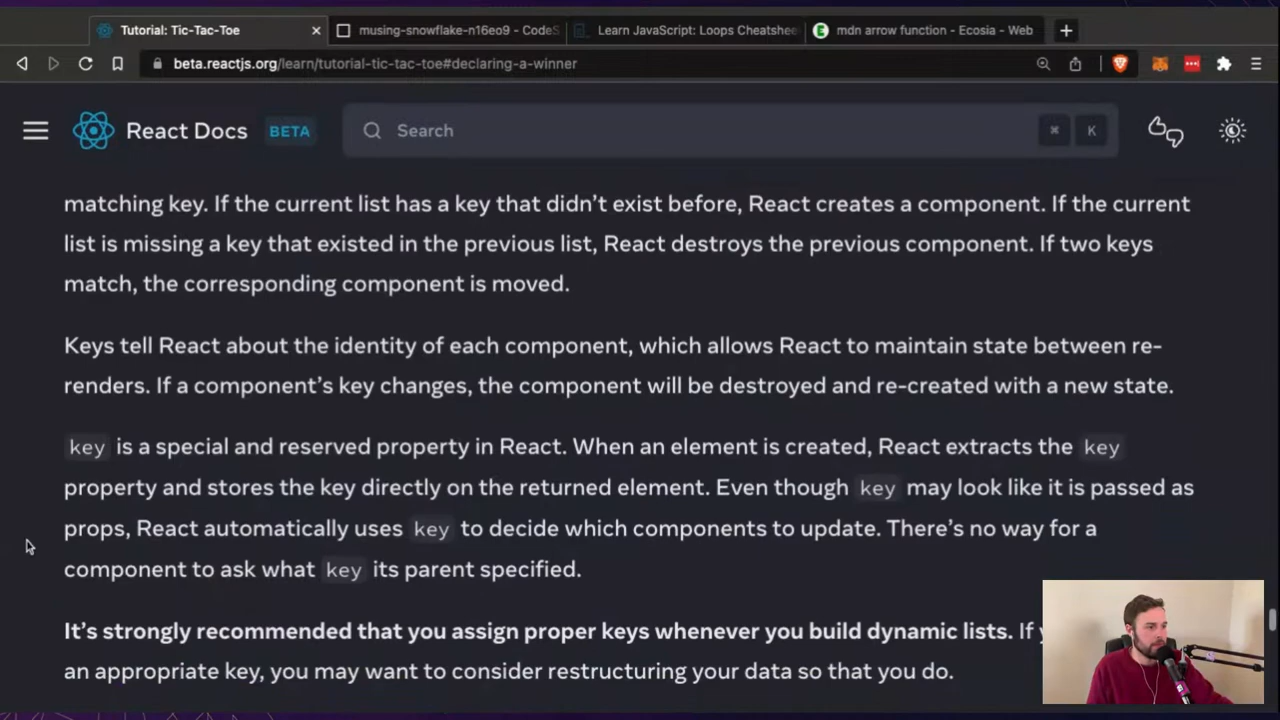 Tutorial: Tic-Tac-Toe
musing-snowflake-n16eo9 - CodeS
Learn JavaScript: Loops Cheatshee
mdn arrow function - Ecosia - Web
beta.reactjs.org/learn/tutorial-tic-tac-toe#declaring-a-winner
React Docs BETA
Search
⌘ K
matching key. If the current list has a key that didn’t exist before, React creates a component. If the current
list is missing a key that existed in the previous list, React destroys the previous component. If two keys
match, the corresponding component is moved.
Keys tell React about the identity of each component, which allows React to maintain state between re-
renders. If a component’s key changes, the component will be destroyed and re-created with a new state.
key is a special and reserved property in React. When an element is created, React extracts the key
property and stores the key directly on the returned element. Even though key may look like it is passed as
props, React automatically uses key to decide which components to update. There’s no way for a
component to ask what key its parent specified.
It’s strongly recommended that you assign proper keys whenever you build dynamic lists. If
an appropriate key, you may want to consider restructuring your data so that you do.